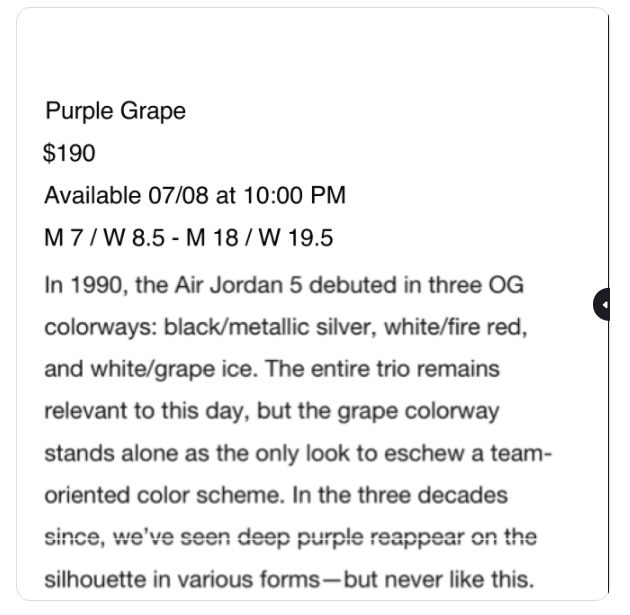 Purple Grape
$190
Available 07/08 at 10:00 PM
M 7 / W 8.5 - M 18 / W 19.5
In 1990, the Air Jordan 5 debuted in three OG
colorways: black/metallic silver, white/fire red,
and white/grape ice. The entire trio remains
relevant to this day, but the grape colorway
stands alone as the only look to eschew a team-
oriented color scheme. In the three decades
since, we’ve seen deep purple reappear on the
silhouette in various forms—but never like this.